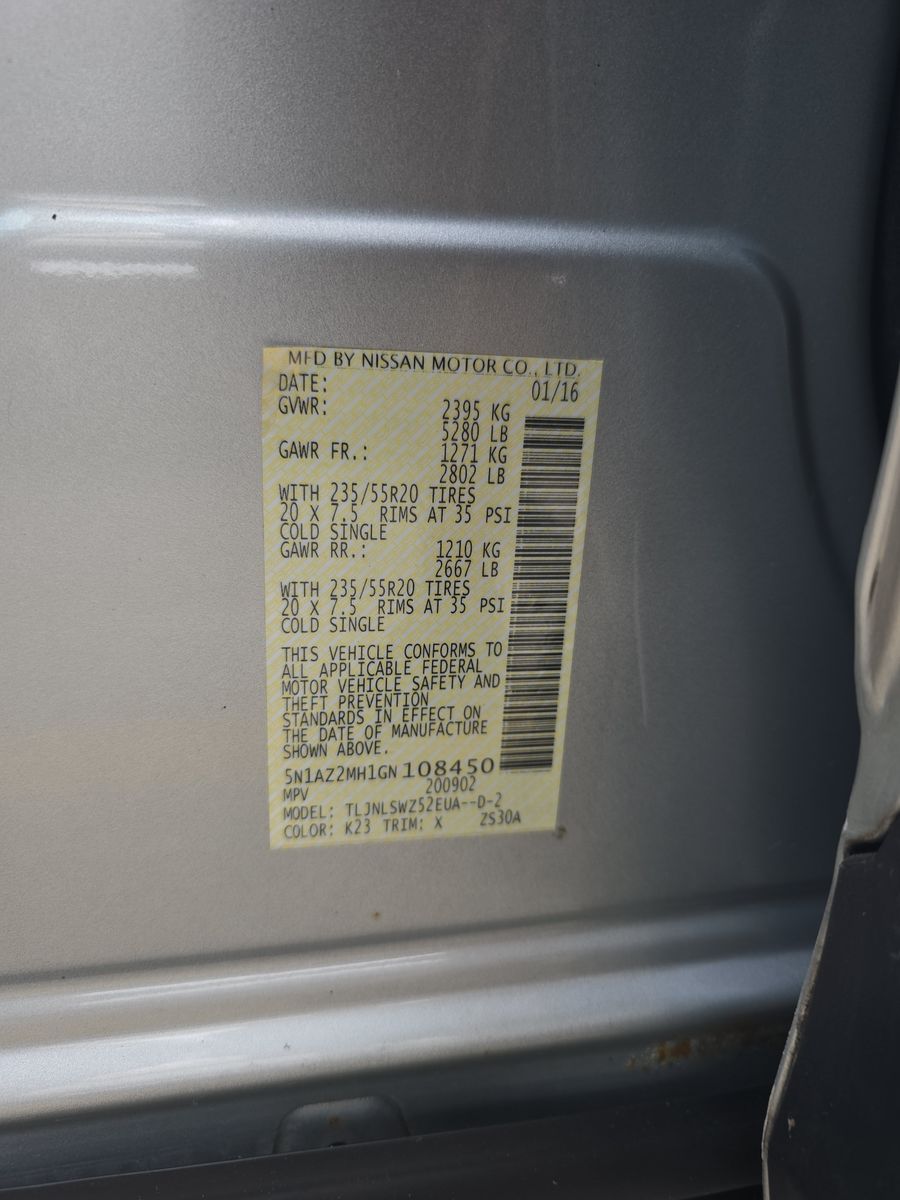 MFD BY NISSAN MOTOR CO., LTD.
DATE: 01/16
GVWR: 2395 KG
5280 LB
GAWR FR.: 1271 KG
2802 LB
WITH 235/55R20 TIRES
20 X 7.5 RIMS AT 35 PSI
COLD SINGLE
GAWR RR.: 1210 KG
2667 LB
WITH 235/55R20 TIRES
20 X 7.5 RIMS AT 35 PSI
COLD SINGLE
THIS VEHICLE CONFORMS TO
ALL APPLICABLE FEDERAL
MOTOR VEHICLE SAFETY AND
THEFT PREVENTION
STANDARDS IN EFFECT ON
THE DATE OF MANUFACTURE
SHOWN ABOVE.
5N1AZ2MH1GN108450
MPV 200902
MODEL: TLJNLSWZ52EUA--D-2
COLOR: K23 TRIM: X ZS30A